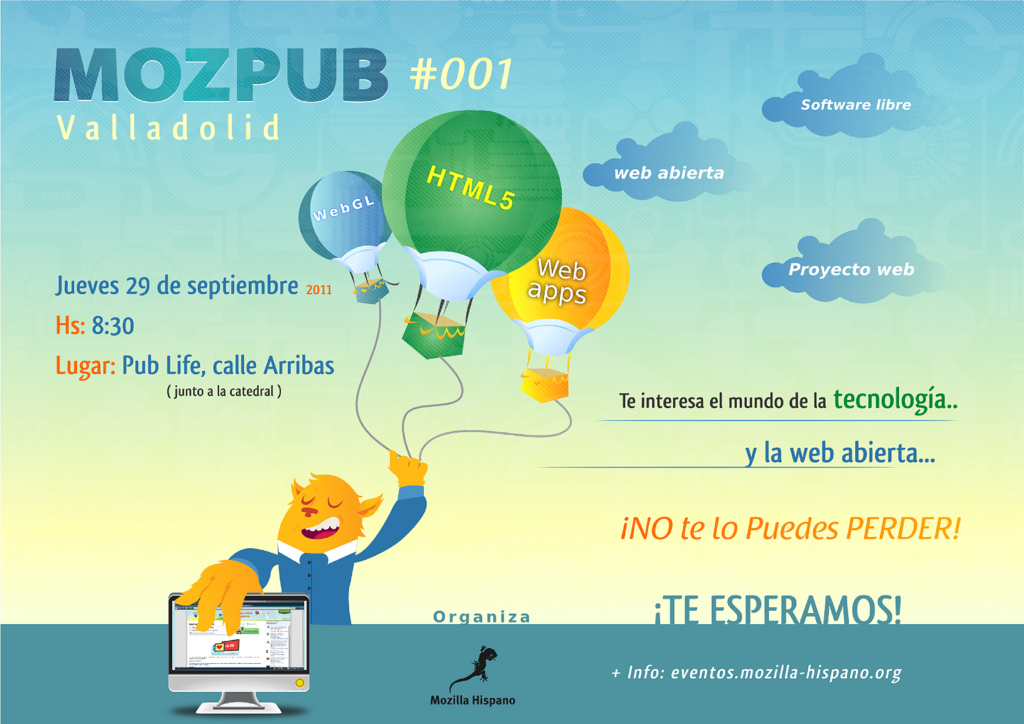 MOZPUB #001
Valladolid
Software libre
web abierta
WebGL
HTML5
Web
apps
Proyecto web
Jueves 29 de septiembre 2011
Hs: 8:30
Lugar: Pub Life, calle Arribas
( junto a la catedral )
Te interesa el mundo de la tecnología..
y la web abierta...
¡NO te lo Puedes PERDER!
¡TE ESPERAMOS!
Organiza
Mozilla Hispano
+ Info: eventos.mozilla-hispano.org